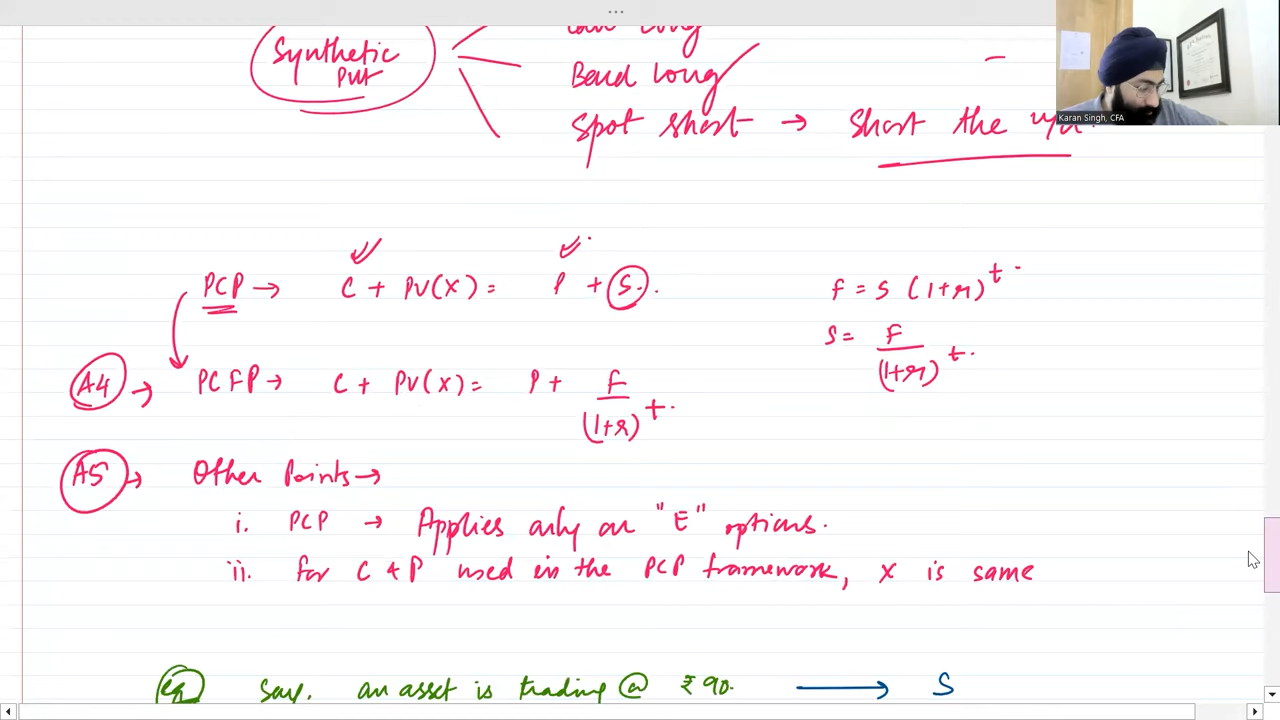 Synthetic
Put
Long
Bond long
Spot short → Short the
Karan Singh, CFA
PCP → C + PV(X) = P + S.
F = S (1+r)^t
S = F/(1+r)^t
A4 → PCFP → C + PV(X) = P + F/(1+r)^t
A5 → Other Points →
i. PCP → Applies only on "E" options.
ii. for C & P used in the PCP framework, X is same
eg say. an asset is trading @ ₹90. → S